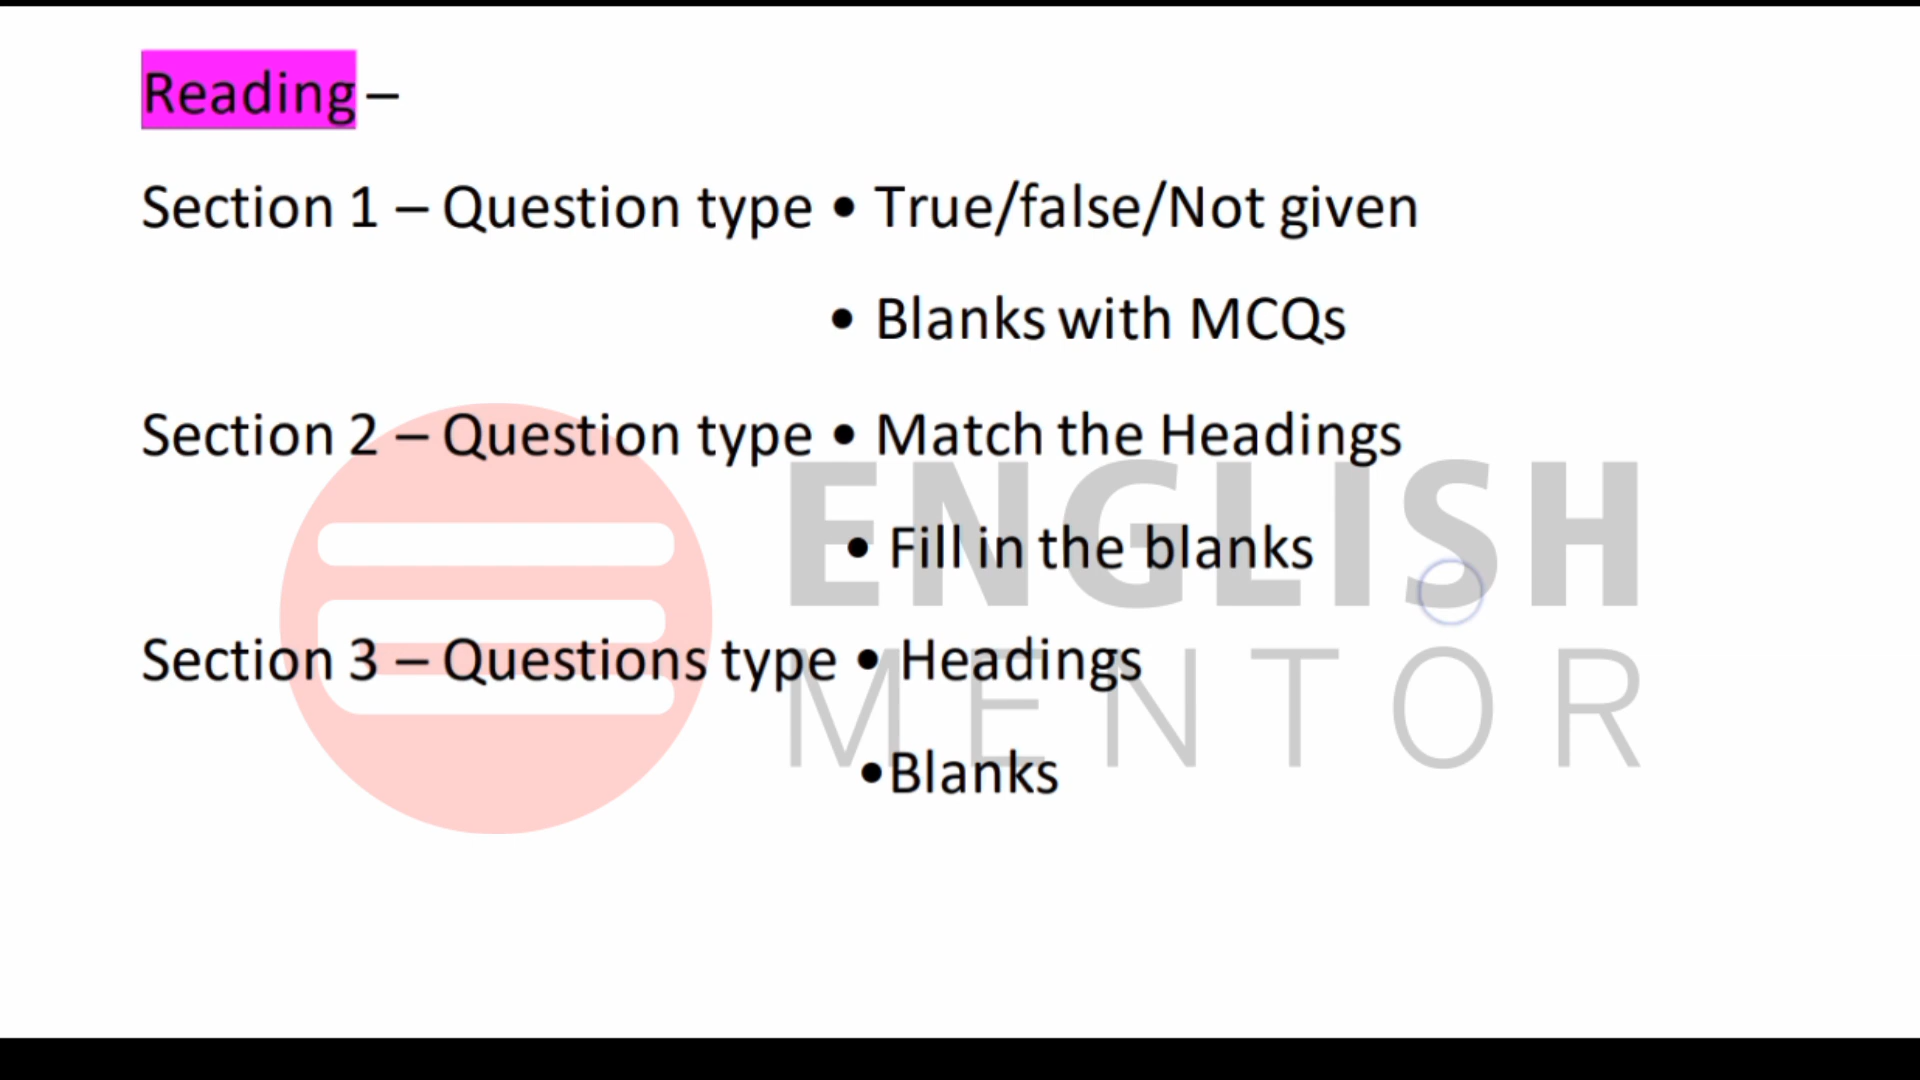 Reading –
Section 1 – Question type • True/false/Not given
• Blanks with MCQs
Section 2 – Question type • Match the Headings
• Fill in the blanks
Section 3 – Questions type • Headings
•Blanks
ENGLISH
MENTOR